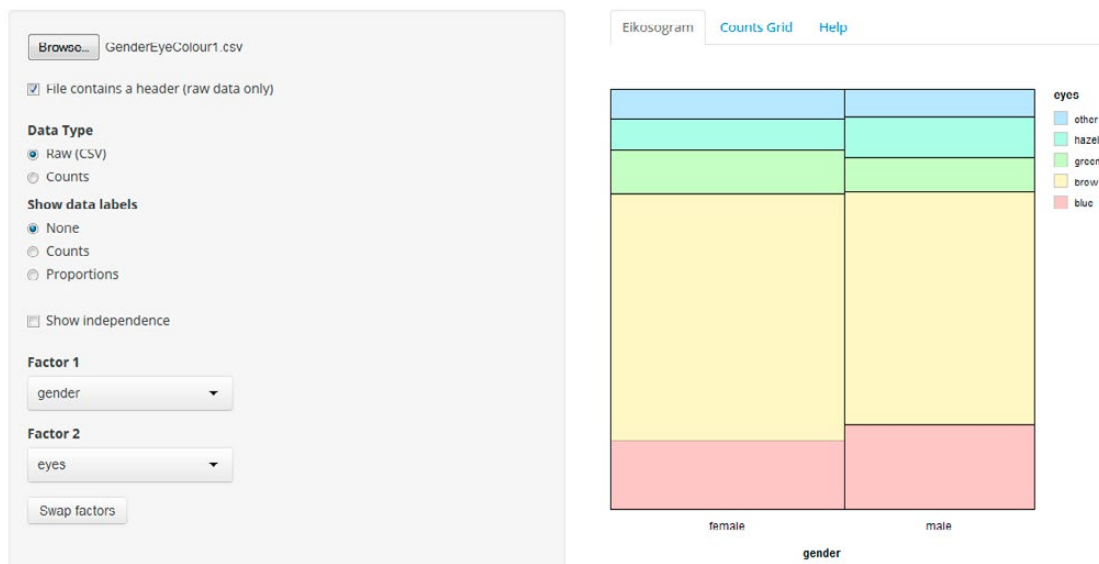 Browse... GenderEyeColour1.csv
File contains a header (raw data only)
Data Type
Raw (CSV)
Counts
Show data labels
None
Counts
Proportions
Show independence
Factor 1
gender
Factor 2
eyes
Swap factors
Eikosogram Counts Grid Help
eyes
other
hazel
green
brow
blue
female male
gender